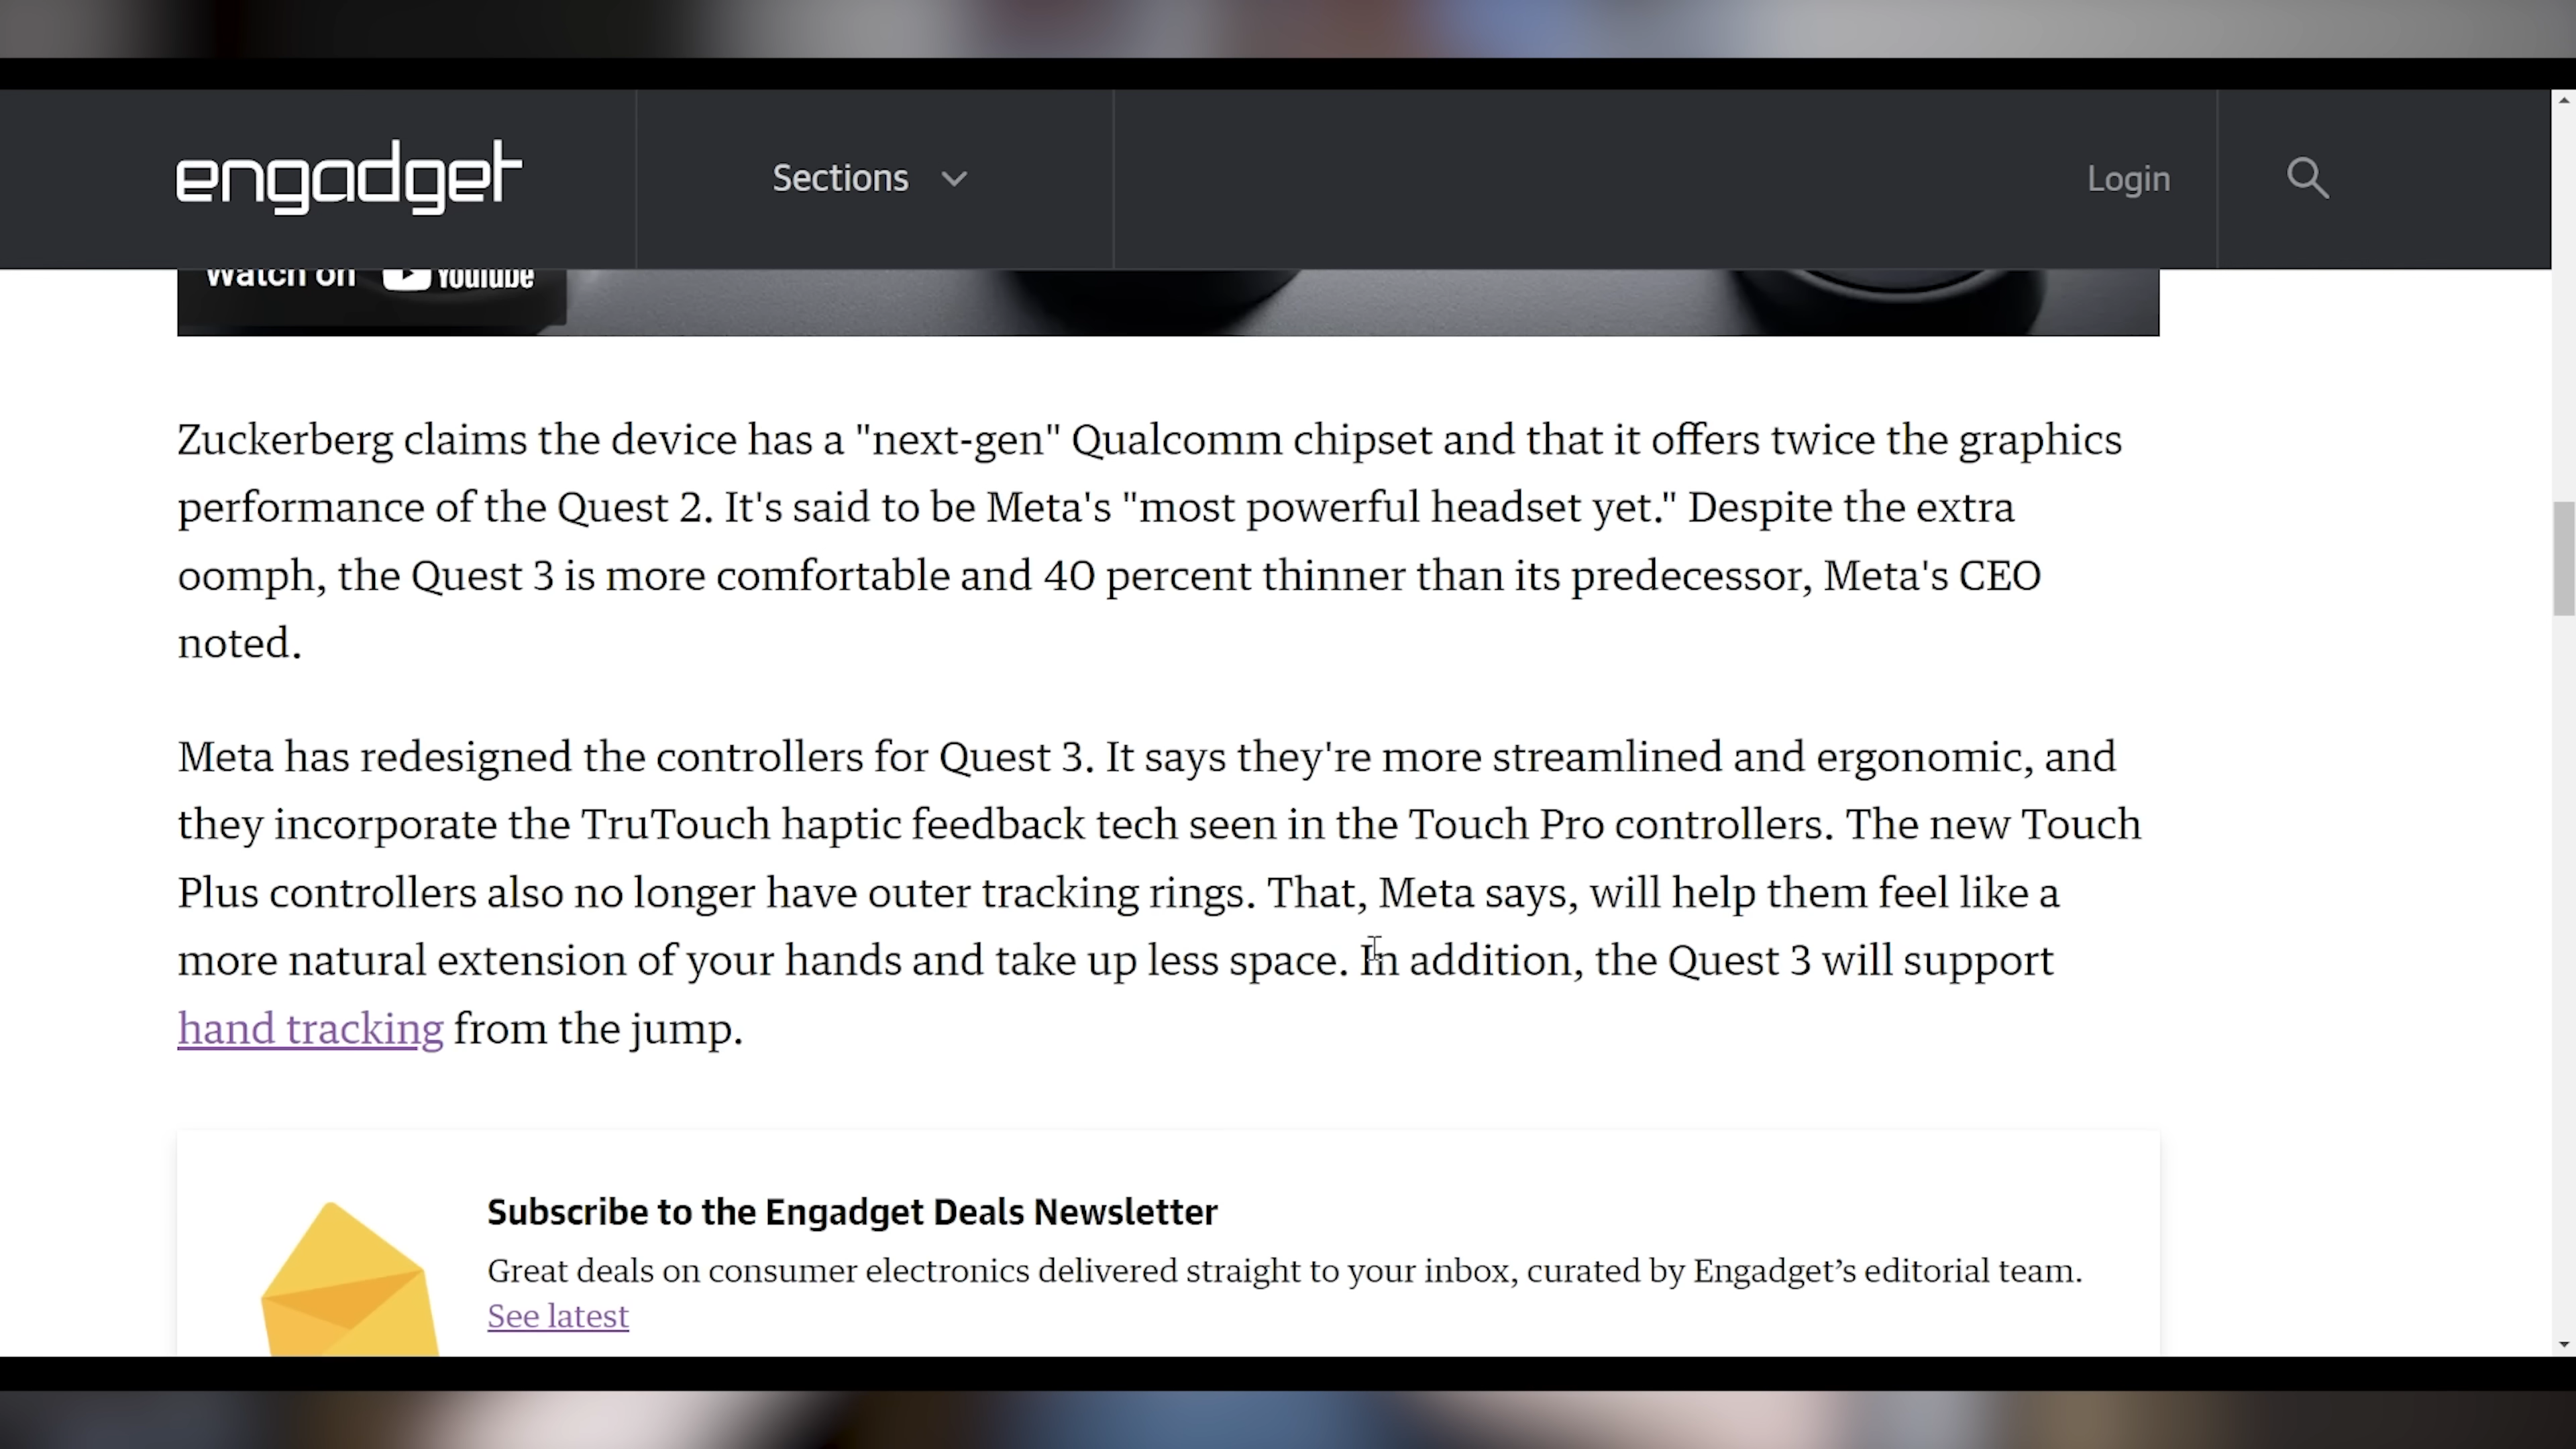 engadget
Sections
Login
Watch on YouTube
Zuckerberg claims the device has a "next-gen" Qualcomm chipset and that it offers twice the graphics
performance of the Quest 2. It's said to be Meta's "most powerful headset yet." Despite the extra
oomph, the Quest 3 is more comfortable and 40 percent thinner than its predecessor, Meta's CEO
noted.
Meta has redesigned the controllers for Quest 3. It says they're more streamlined and ergonomic, and
they incorporate the TruTouch haptic feedback tech seen in the Touch Pro controllers. The new Touch
Plus controllers also no longer have outer tracking rings. That, Meta says, will help them feel like a
more natural extension of your hands and take up less space. In addition, the Quest 3 will support
hand tracking from the jump.
Subscribe to the Engadget Deals Newsletter
Great deals on consumer electronics delivered straight to your inbox, curated by Engadget’s editorial team.
See latest